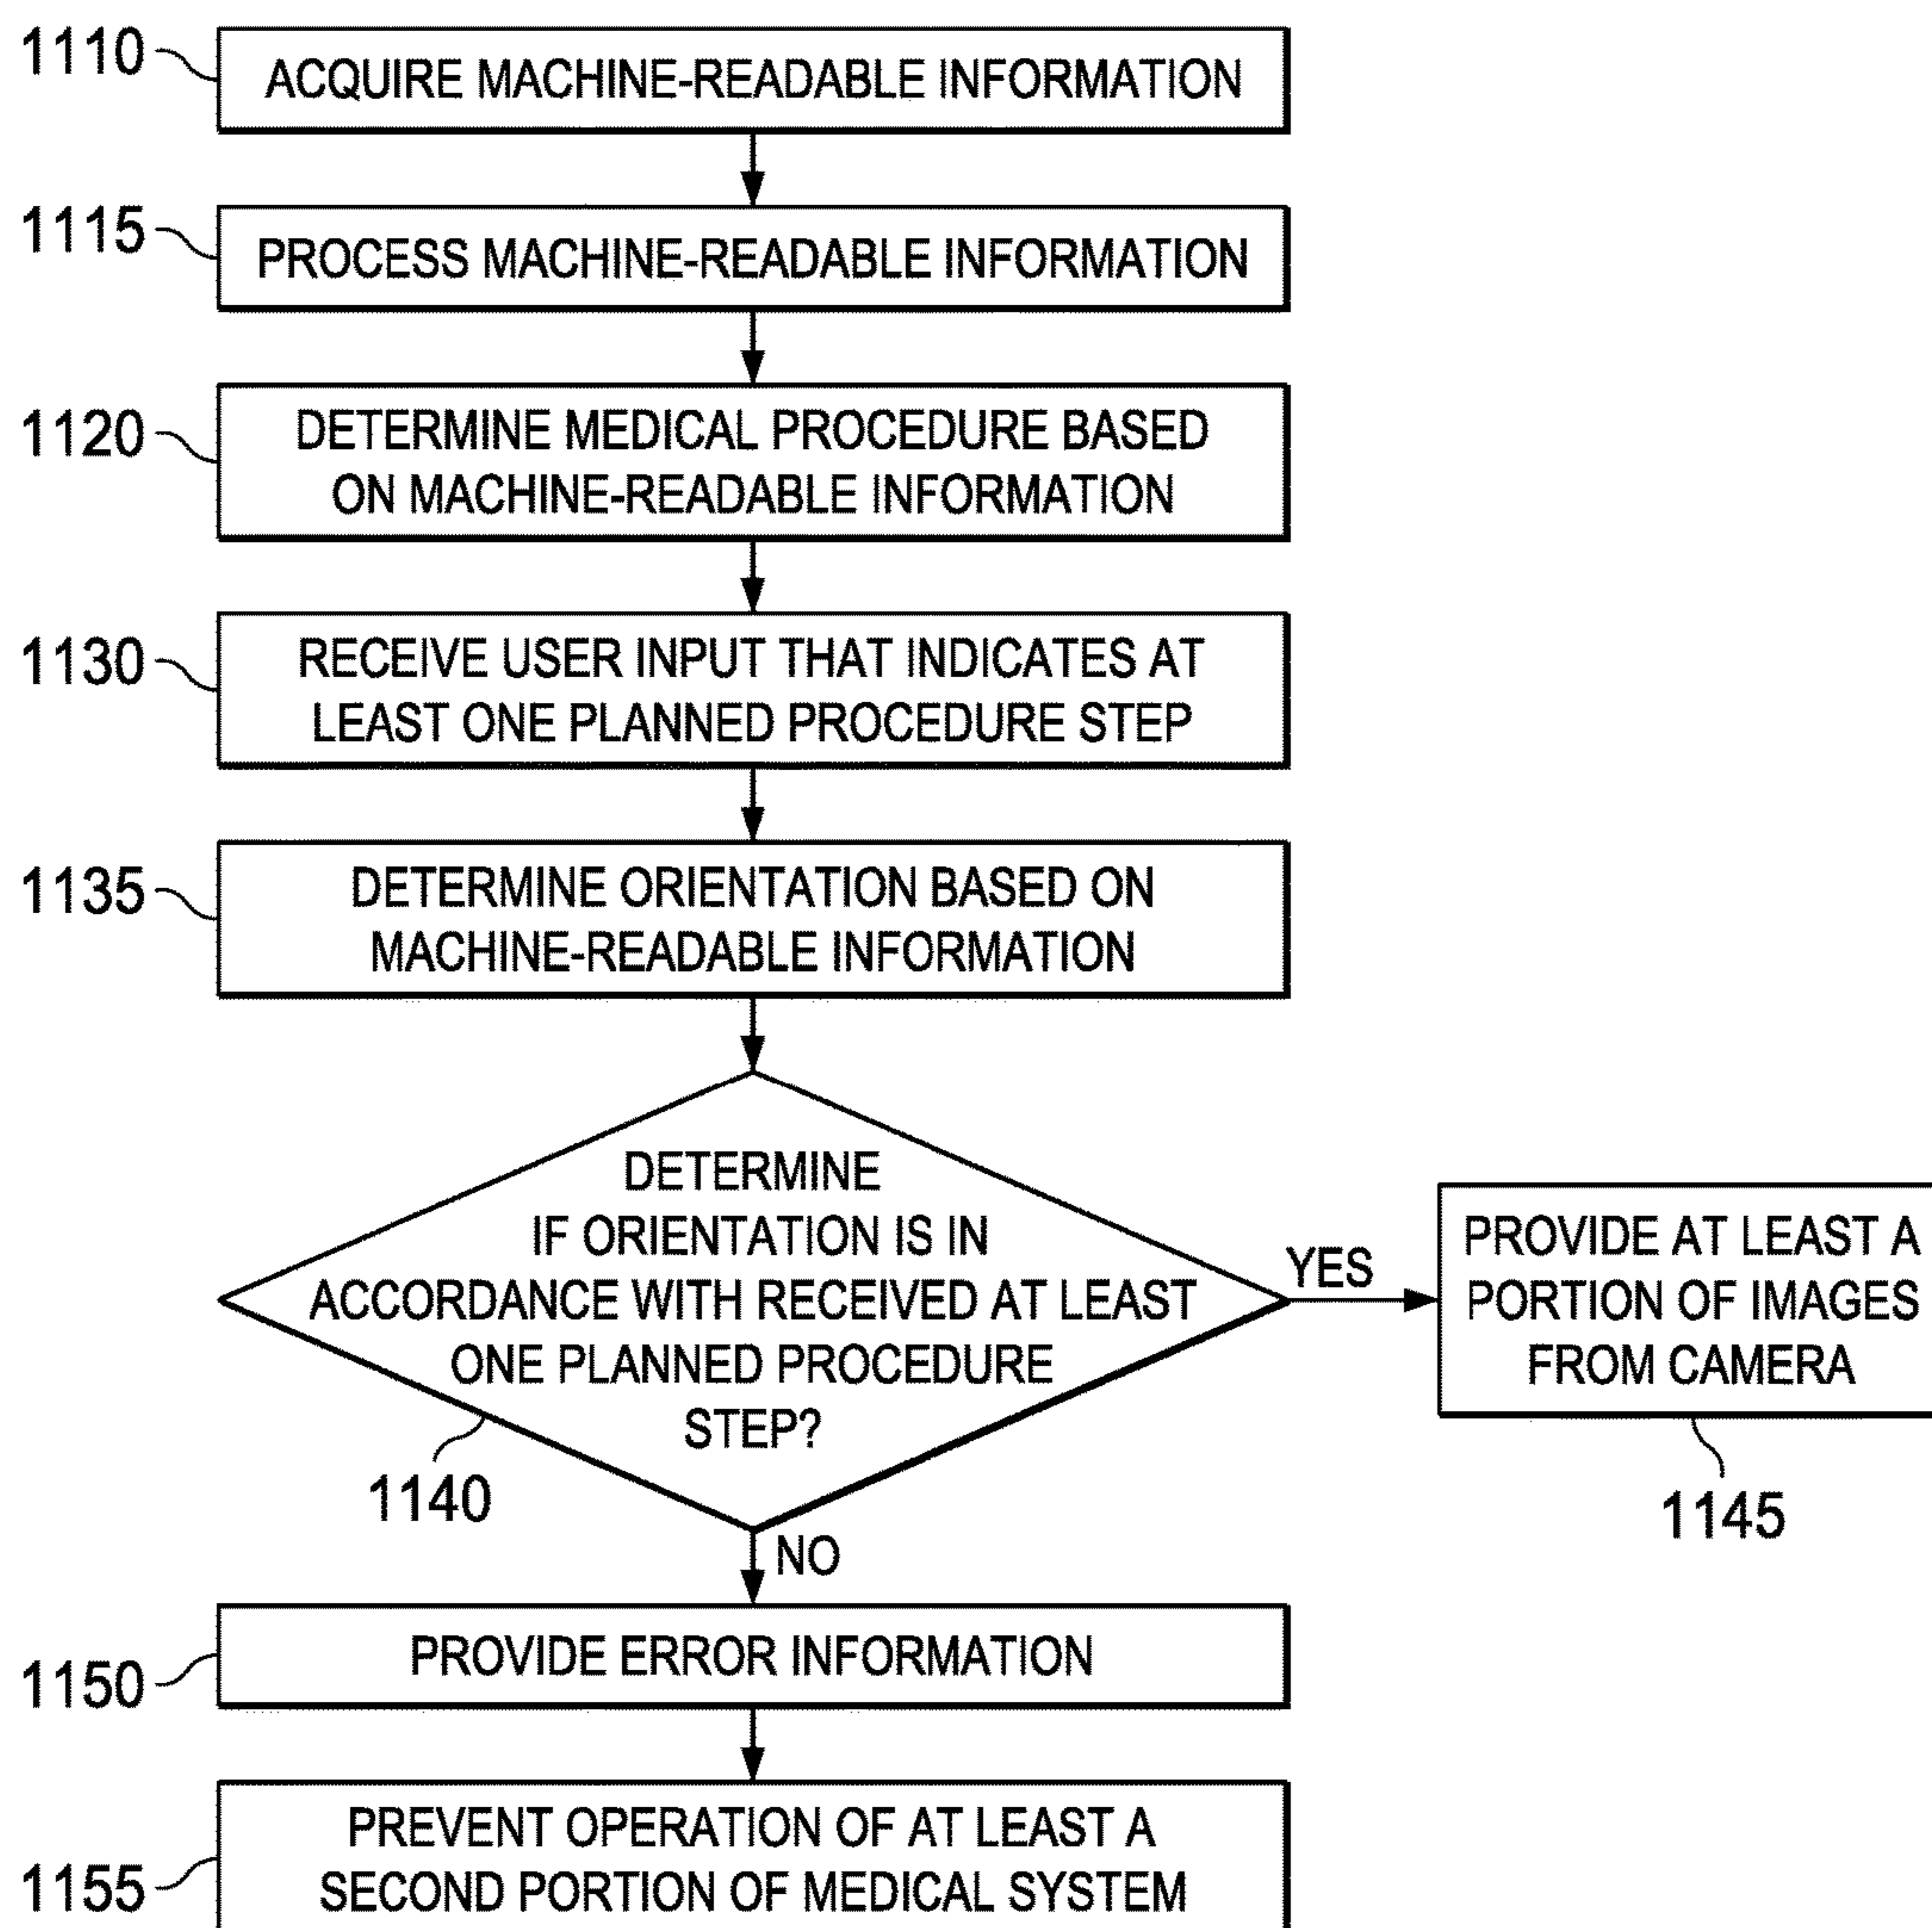 1110
ACQUIRE MACHINE-READABLE INFORMATION
1115
PROCESS MACHINE-READABLE INFORMATION
1120
DETERMINE MEDICAL PROCEDURE BASED
ON MACHINE-READABLE INFORMATION
1130
RECEIVE USER INPUT THAT INDICATES AT
LEAST ONE PLANNED PROCEDURE STEP
1135
DETERMINE ORIENTATION BASED ON
MACHINE-READABLE INFORMATION
DETERMINE
IF ORIENTATION IS IN
ACCORDANCE WITH RECEIVED AT LEAST
ONE PLANNED PROCEDURE
STEP?
1140
YES
PROVIDE AT LEAST A
PORTION OF IMAGES
FROM CAMERA
1145
NO
1150
PROVIDE ERROR INFORMATION
1155
PREVENT OPERATION OF AT LEAST A
SECOND PORTION OF MEDICAL SYSTEM